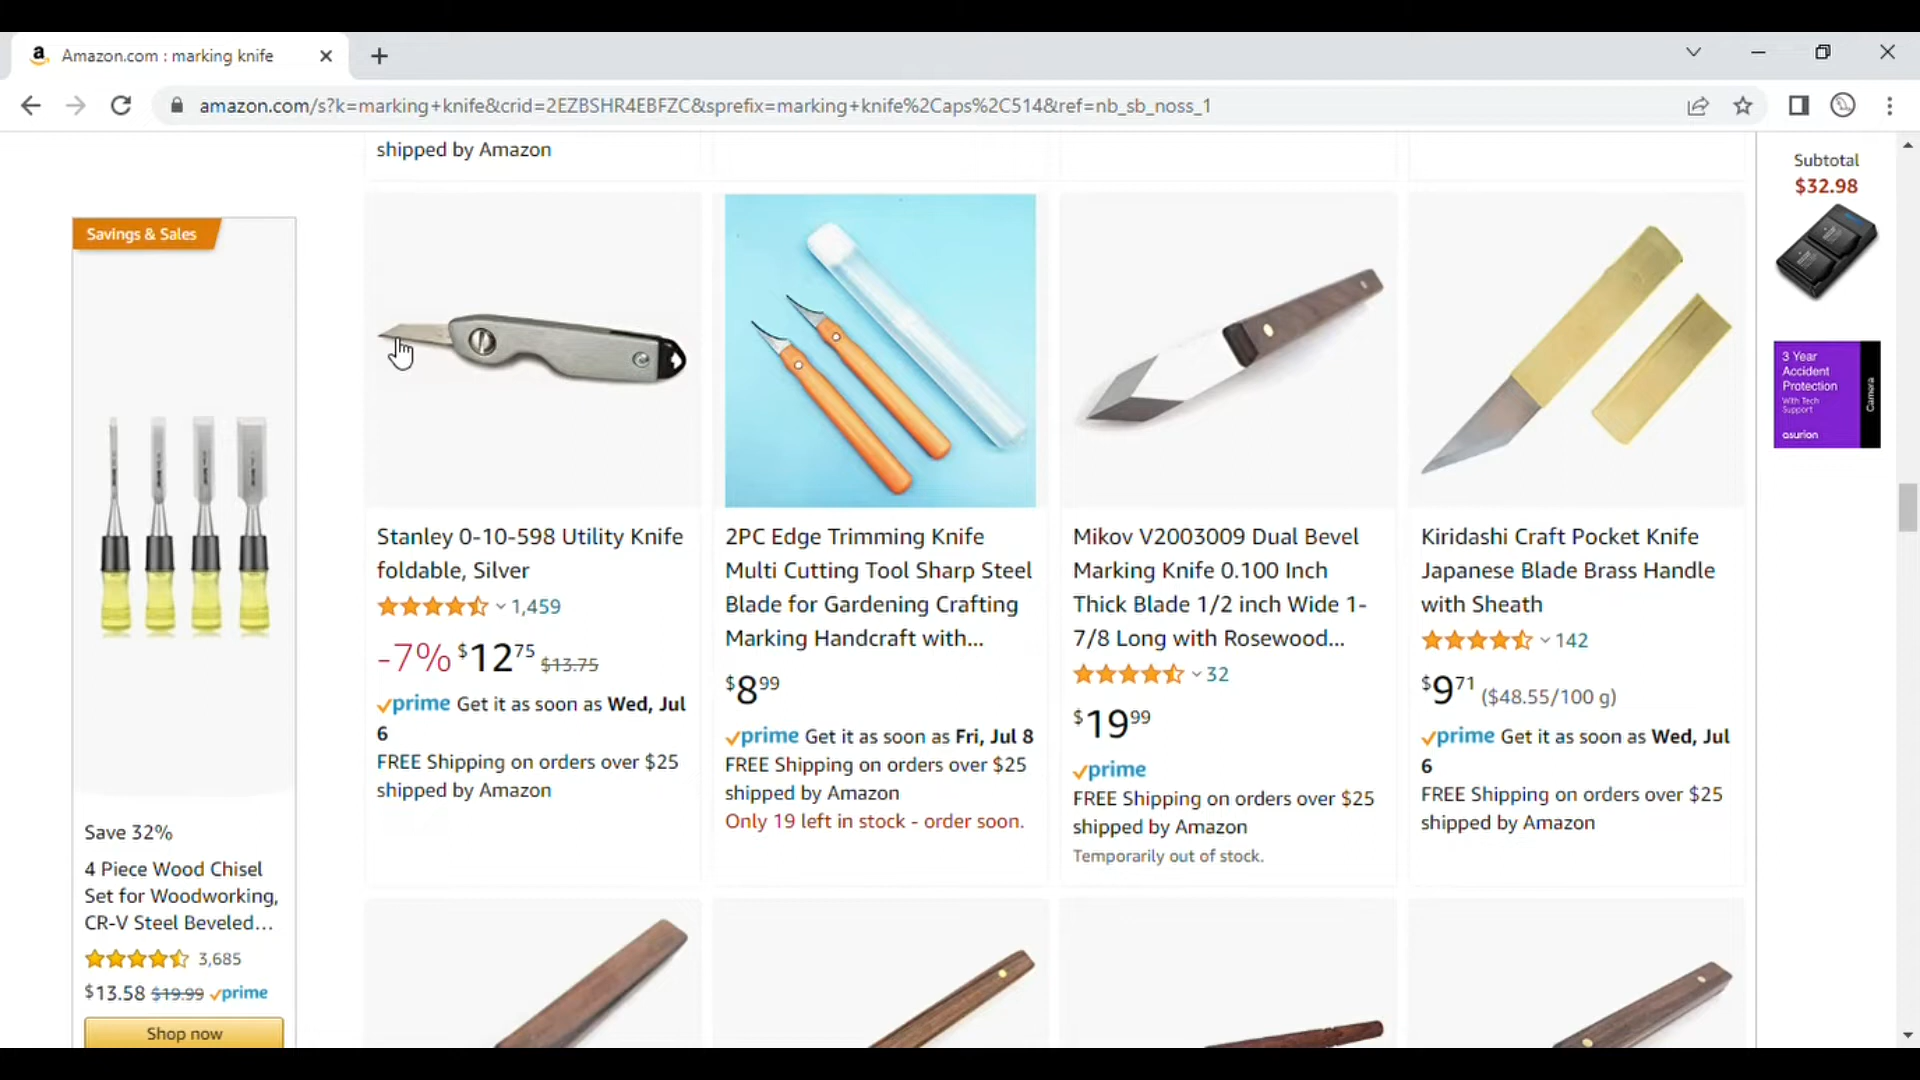 Amazon.com : marking knife
amazon.com/s?k=marking+knife&crid=2EZBSHR4EBFZC&sprefix=marking+knife%2Caps%2C514&ref=nb_sb_noss_1
shipped by Amazon
Savings & Sales
Save 32%
4 Piece Wood Chisel
Set for Woodworking,
CR-V Steel Beveled...
3,685
$13.58 $19.99 prime
Shop now
Stanley 0-10-598 Utility Knife
foldable, Silver
1,459
-7% $12.75 $13.75
prime Get it as soon as Wed, Jul
6
FREE Shipping on orders over $25
shipped by Amazon
2PC Edge Trimming Knife
Multi Cutting Tool Sharp Steel
Blade for Gardening Crafting
Marking Handcraft with...
$8.99
prime Get it as soon as Fri, Jul 8
FREE Shipping on orders over $25
shipped by Amazon
Only 19 left in stock - order soon.
Mikov V2003009 Dual Bevel
Marking Knife 0.100 Inch
Thick Blade 1/2 inch Wide 1-
7/8 Long with Rosewood...
32
$19.99
prime
FREE Shipping on orders over $25
shipped by Amazon
Temporarily out of stock.
Kiridashi Craft Pocket Knife
Japanese Blade Brass Handle
with Sheath
142
$9.71 ($48.55/100 g)
prime Get it as soon as Wed, Jul
6
FREE Shipping on orders over $25
shipped by Amazon
Subtotal
$32.98
3 Year
Accident
Protection
With Tech
Support
asurion
Camera